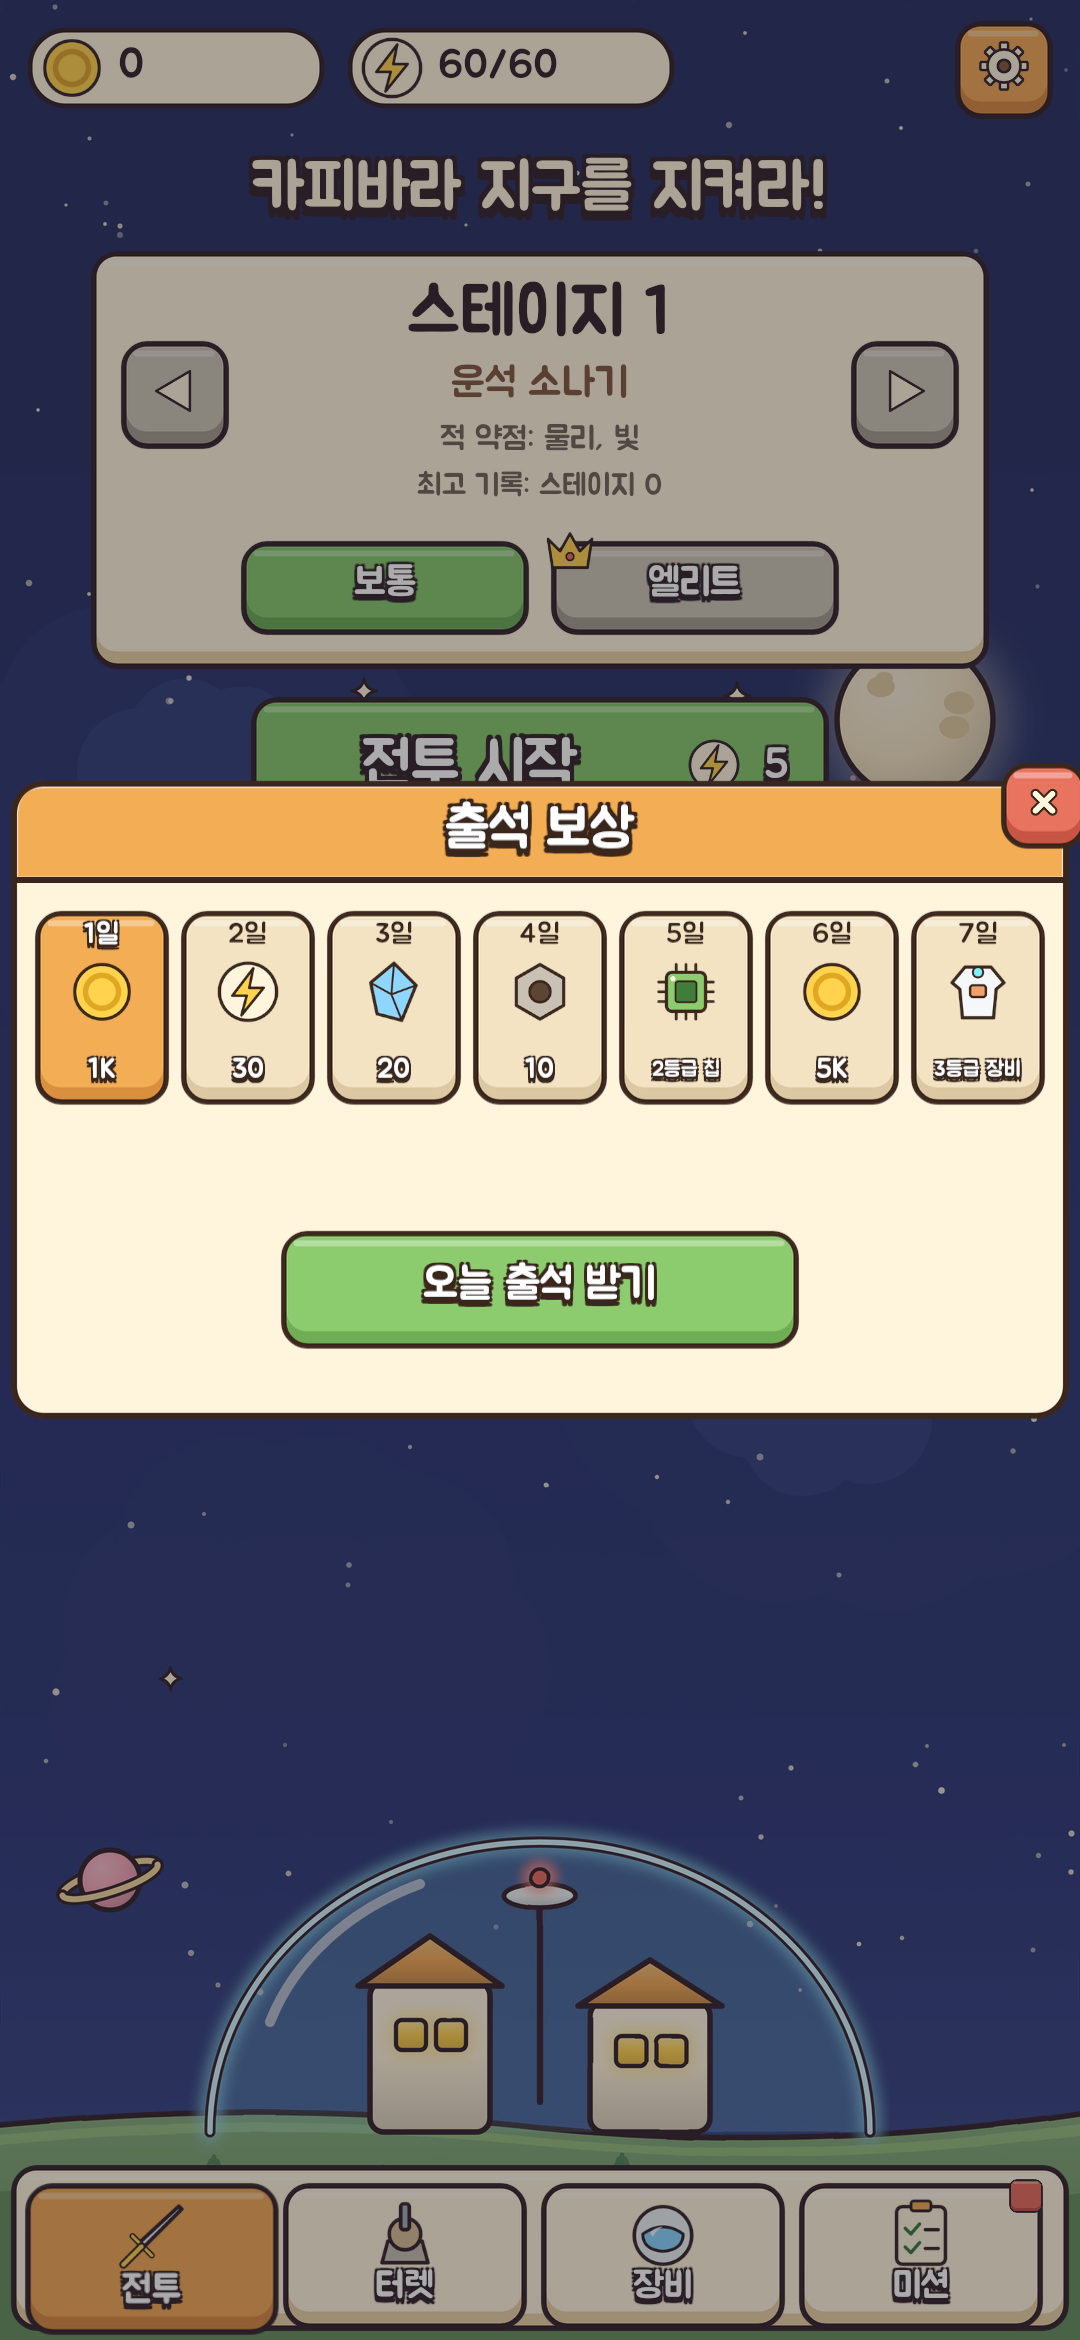 0
60/60
카피바라 지구를 지켜라!
스테이지 1
운석 소나기
적 약점: 물리, 빛
최고 기록: 스테이지 0
보통
엘리트
전투 시작
5
출석 보상
1일
2일
3일
4일
5일
6일
7일
1K
30
20
10
2등급 칩
5K
3등급 장비
오늘 출석 받기
전투
터렛
장비
미션